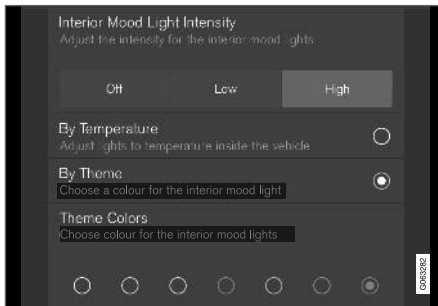 Interior Mood Light Intensity
Adjust the intensity for the interior mood lights
Off Low High
By Temperature
Adjust lights to temperature inside the vehicle
By Theme
Choose a colour for the interior mood light
Theme Colors
Choose colour for the interior mood lights
G063282